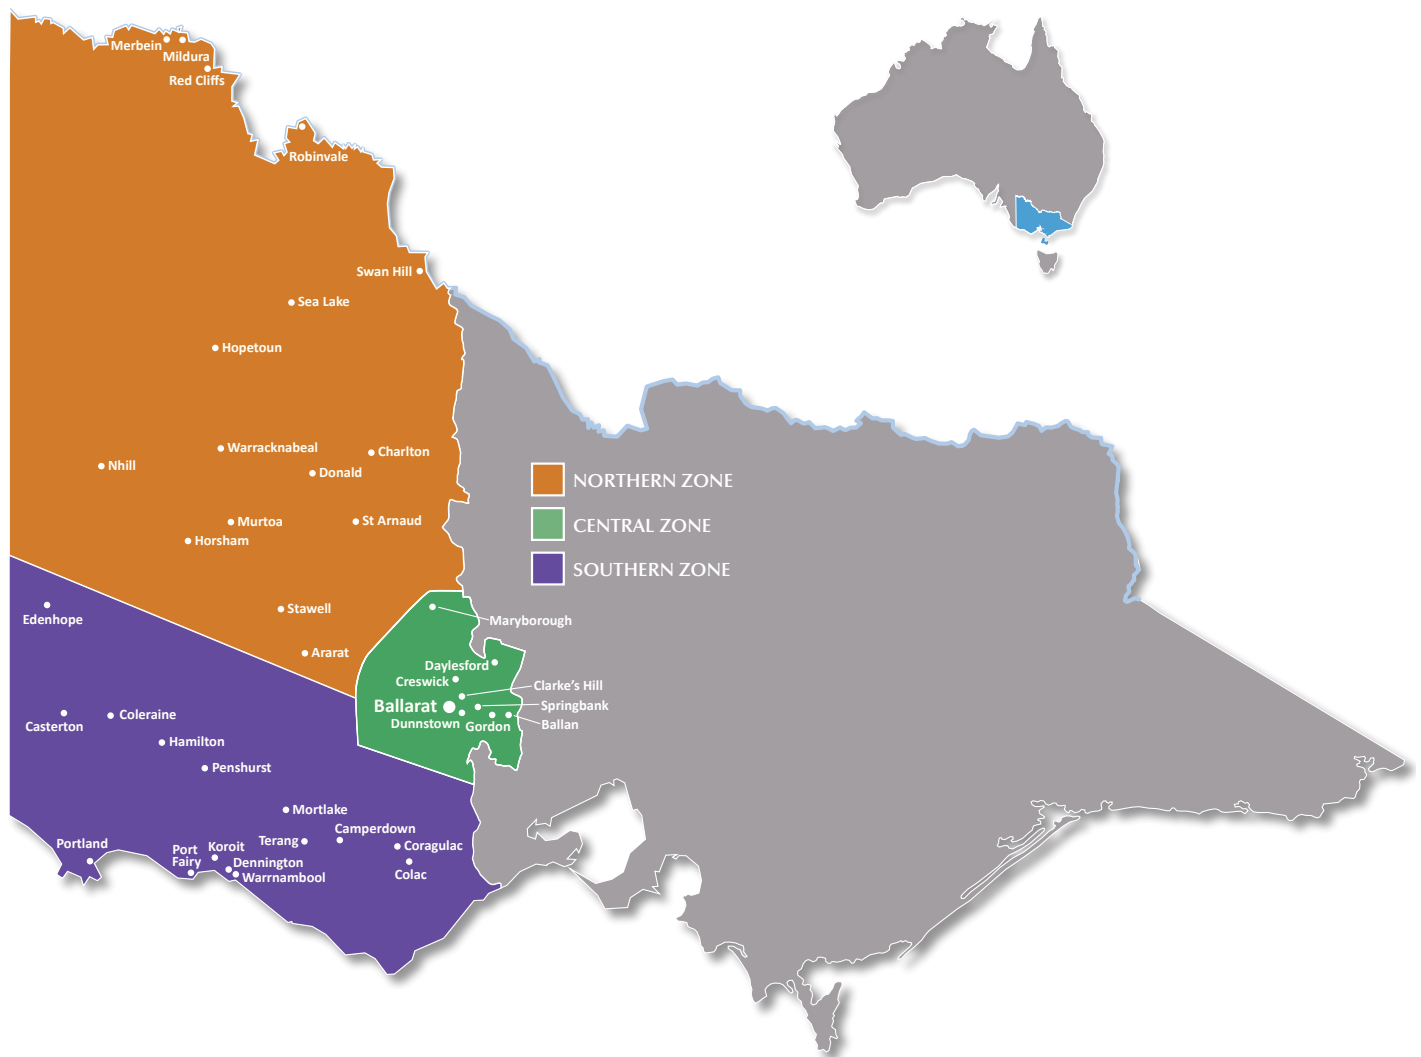 Merbein
Mildura
Red Cliffs
Robinvale
Swan Hill
Sea Lake
Hopetoun
Warracknabeal
Charlton
Nhill
Donald
NORTHERN ZONE
Murtoa
St Arnaud
CENTRAL ZONE
Horsham
SOUTHERN ZONE
Edenhope
Stawell
Maryborough
Ararat
Daylesford
Creswick
Clarke's Hill
Ballarat
Springbank
Dunnstown
Gordon
Ballan
Casterton
Coleraine
Hamilton
Penshurst
Mortlake
Camperdown
Terang
Coragulac
Portland
Port
Fairy
Koroit
Dennington
Warrnambool
Colac